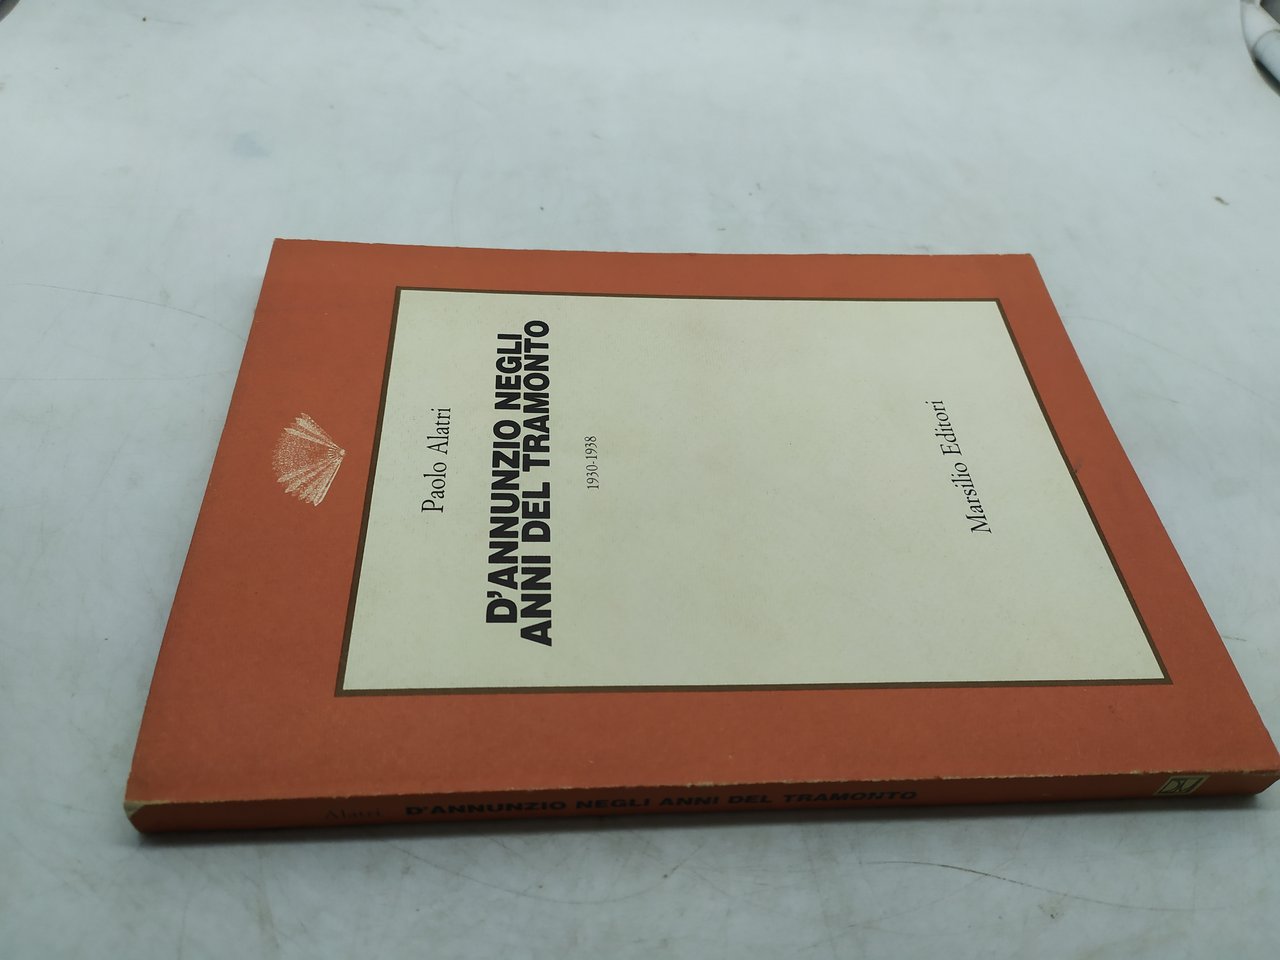 Paolo Alatri
D'ANNUNZIO NEGLI
ANNI DEL TRAMONTO
1930-1938
Marsilio Editori
Alatri D'ANNUNZIO NEGLI ANNI DEL TRAMONTO